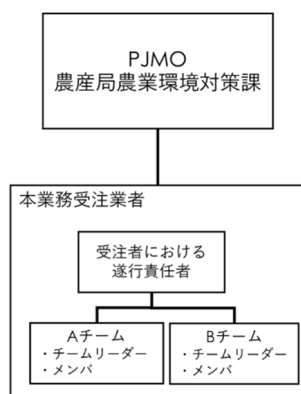 PJMO
農産局農業環境対策課
本業務受注業者
受注者における
遂行責任者
Aチーム
・チームリーダー
・メンバ
Bチーム
・チームリーダー
・メンバ